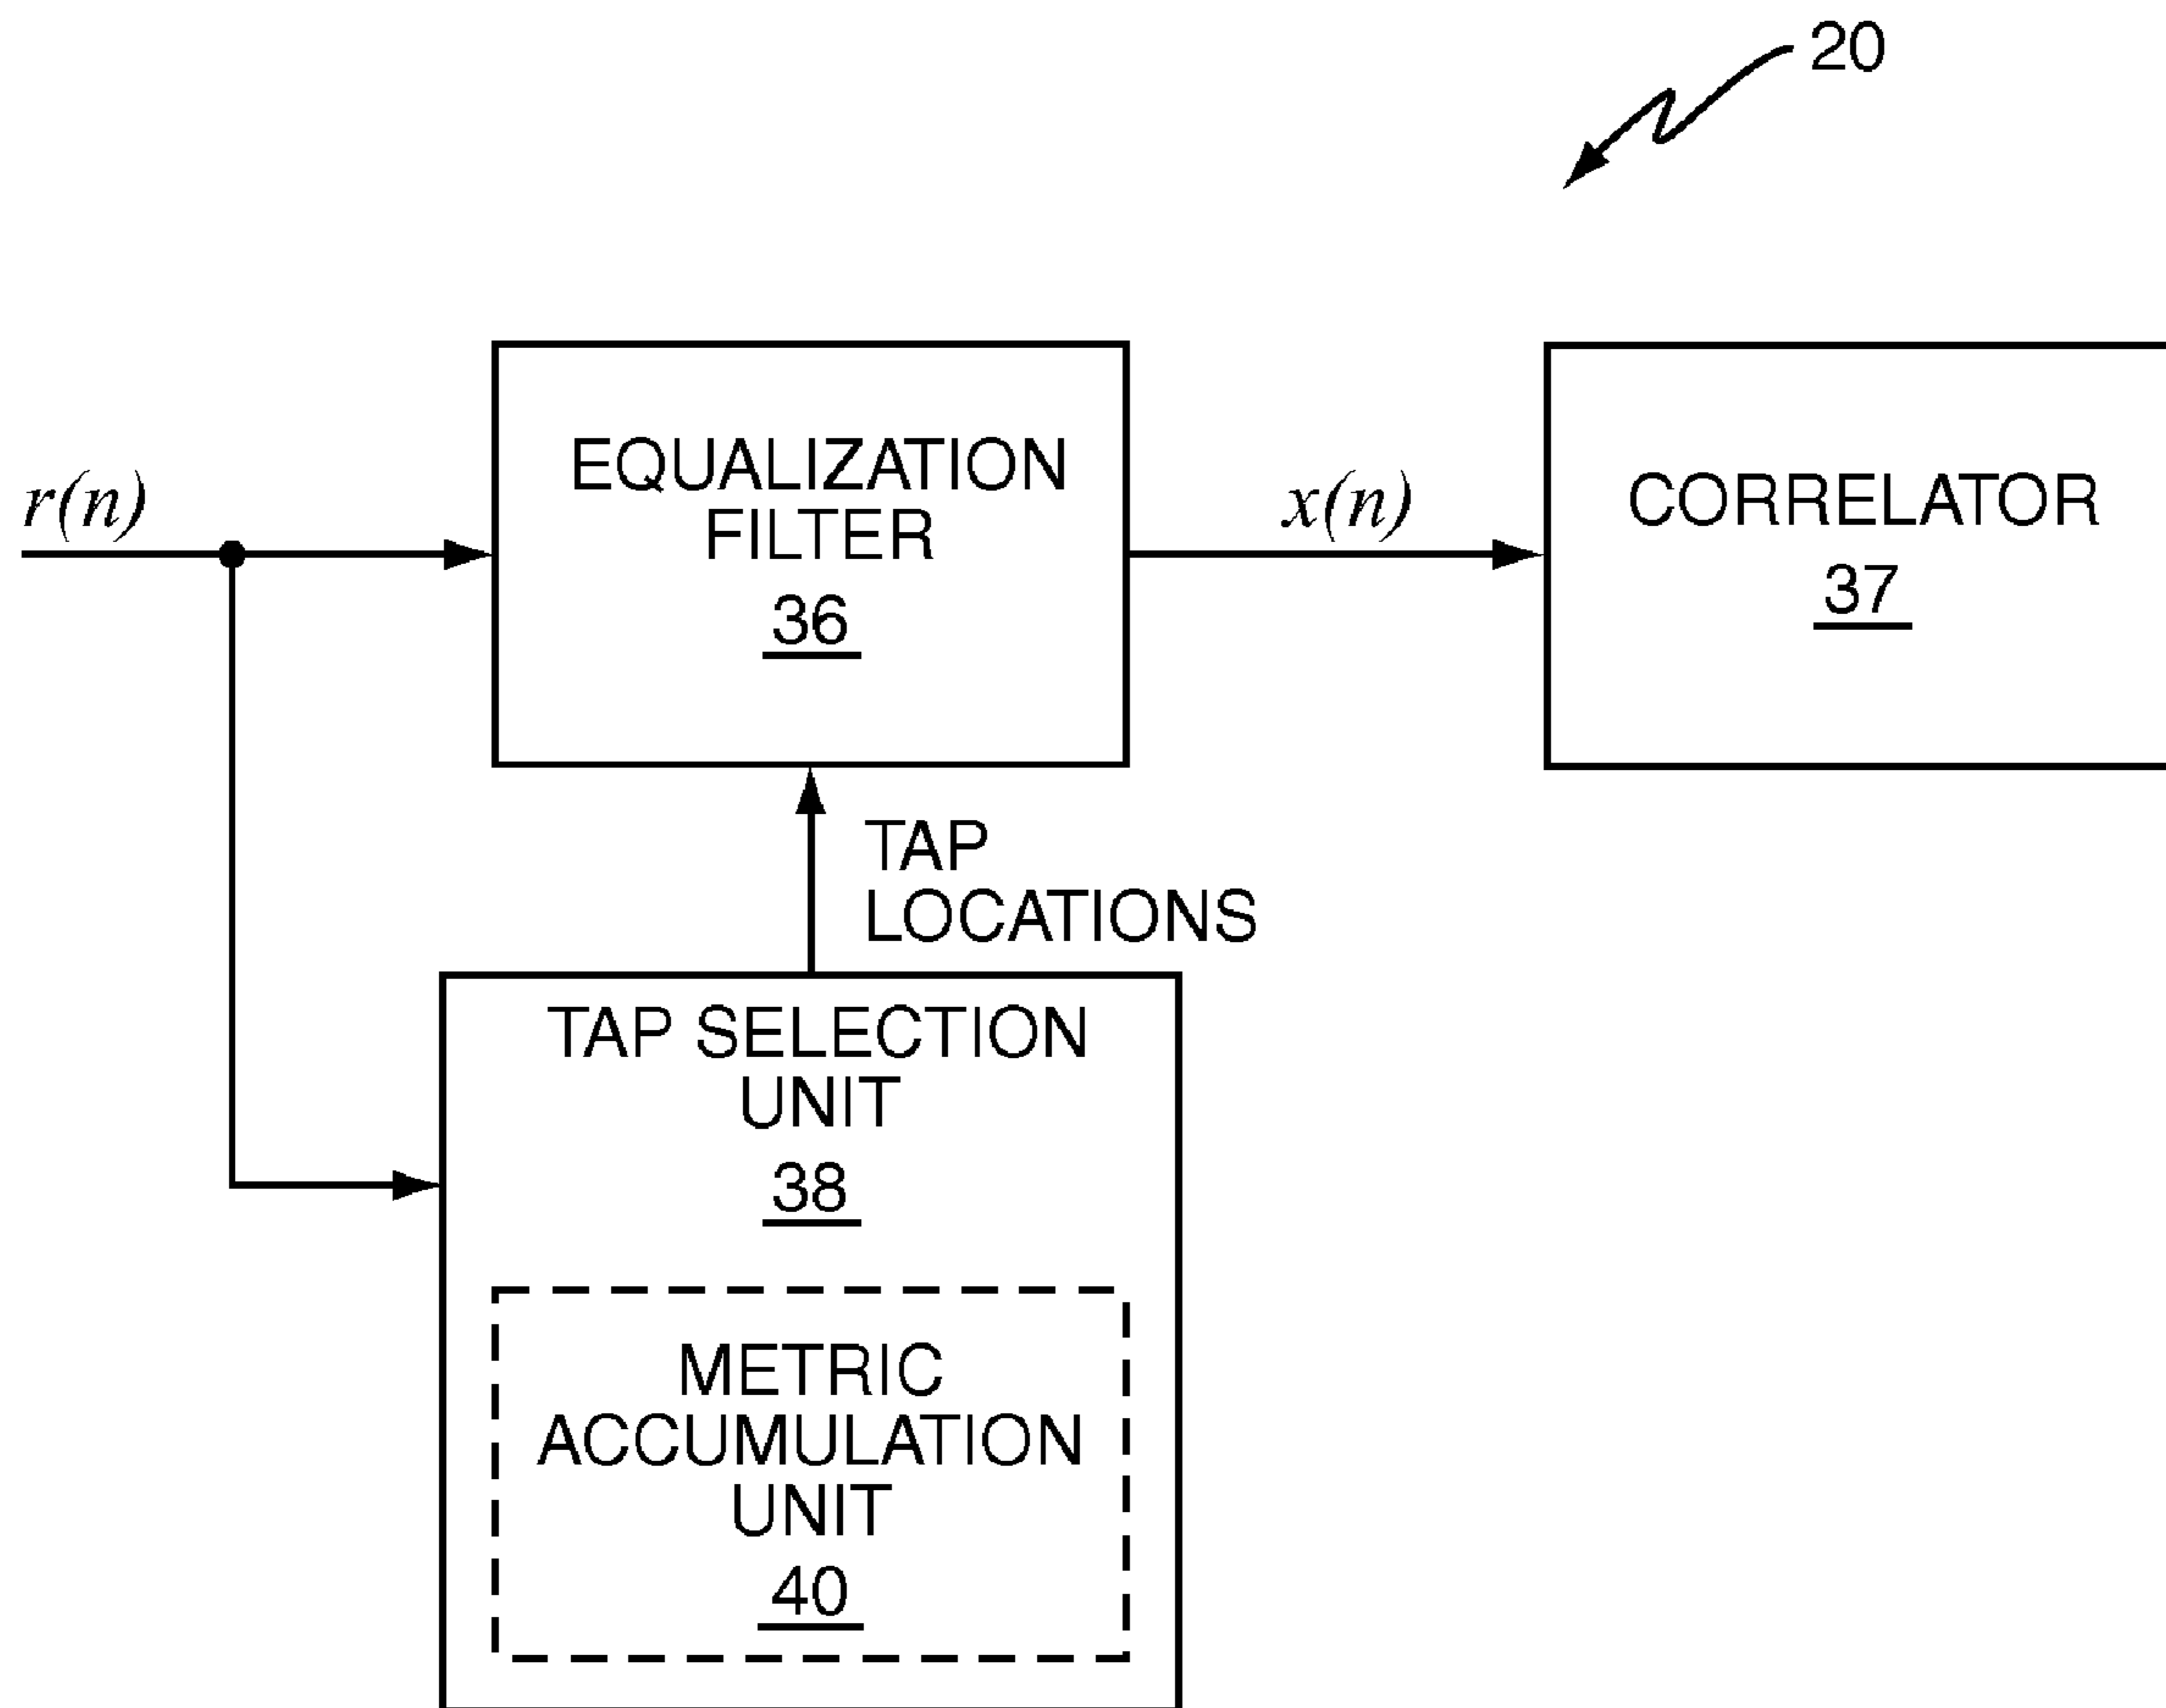 20
EQUALIZATION
FILTER
36
r(n)
x(n)
CORRELATOR
37
TAP
LOCATIONS
TAP SELECTION
UNIT
38
METRIC
ACCUMULATION
UNIT
40